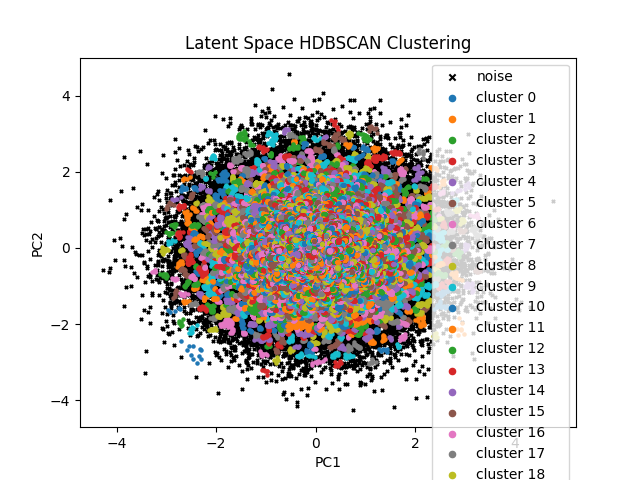 Latent Space HDBSCAN Clustering
4
2
0
−2
−4
PC2
−4
−2
0
2
4
PC1
noise
cluster 0
cluster 1
cluster 2
cluster 3
cluster 4
cluster 5
cluster 6
cluster 7
cluster 8
cluster 9
cluster 10
cluster 11
cluster 12
cluster 13
cluster 14
cluster 15
cluster 16
cluster 17
cluster 18